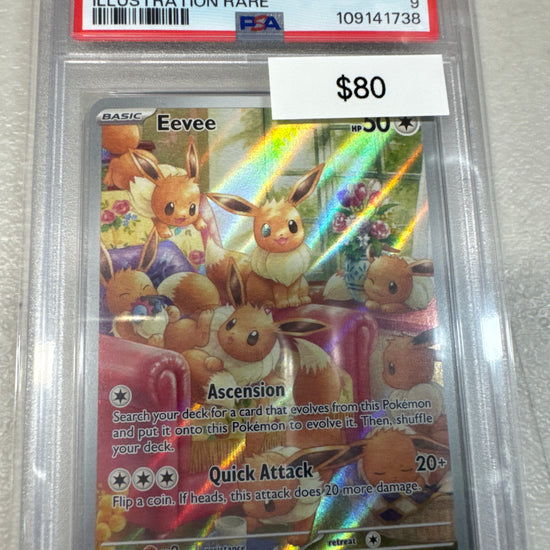 ILLUSTRATION RARE 9
PSA 109141738
$80
BASIC Eevee HP 50
Ascension
Search your deck for a card that evolves from this Pokémon
and put it onto this Pokémon to evolve it. Then, shuffle
your deck.
Quick Attack 20+
Flip a coin. If heads, this attack does 20 more damage.
resistance retreat